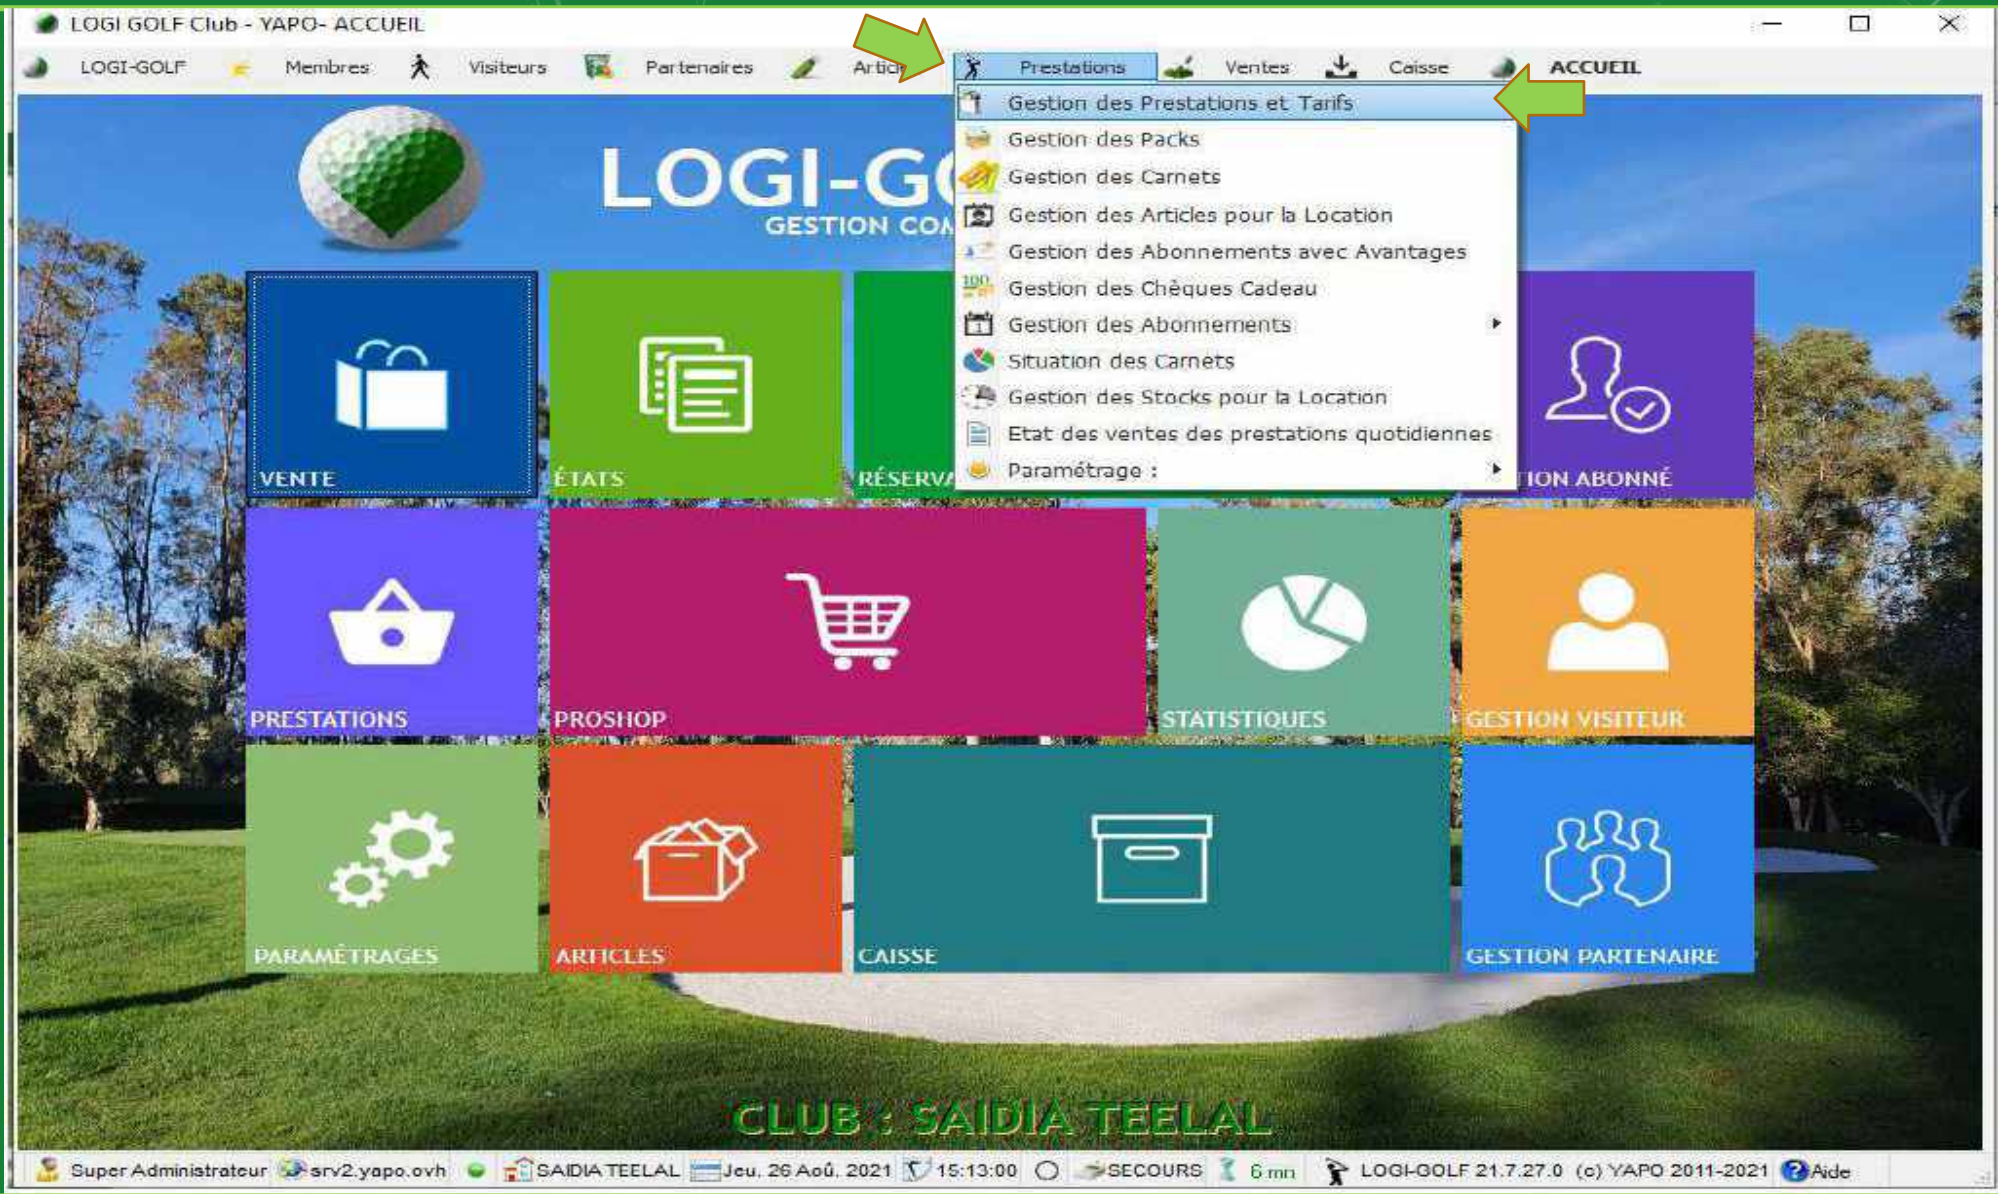 LOGI GOLF Club - YAPO- ACCUEIL
LOGI-GOLF Membres Visiteurs Partenaires Prestations Ventes Caisse ACCUEIL
Gestion des Prestations et Tarifs
Gestion des Packs
Gestion des Carnets
Gestion des Articles pour la Location
Gestion des Abonnements avec Avantages
Gestion des Chèques Cadeau
Gestion des Abonnements
Situation des Carnets
Gestion des Stocks pour la Location
Etat des ventes des prestations quotidiennes
Paramétrage :
LOGI-G
GESTION
VENTE
ÉTATS
RÉSERVA
TION ABONNÉ
PRESTATIONS
PROSHOP
STATISTIQUES
GESTION VISITEUR
PARAMÉTRAGES
ARTICLES
CAISSE
GESTION PARTENAIRE
CLUB : SAIDIA TEELAL
Super Administrateur srv2.yapo.ovh SAIDIA TEELAL Jeu. 26 Aoû. 2021 15:13:00 SECOURS 6 mn LOGI-GOLF 21.7.27.0 (c) YAPO 2011-2021 Aide